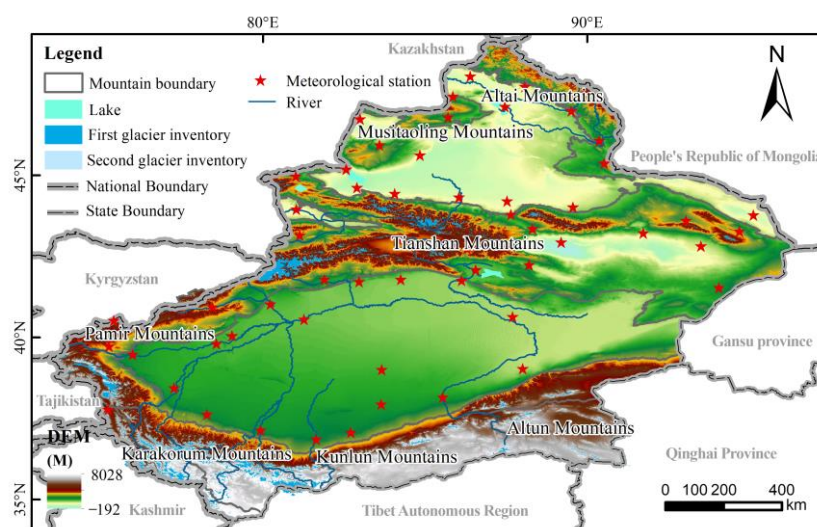 80°E
90°E
Legend
Mountain boundary
Lake
First glacier inventory
Second glacier inventory
National Boundary
State Boundary
Meteorological station
River
Kazakhstan
N
Altai Mountains
Musitaoling Mountains
People's Republic of Mongolia
45°N
45°N
Tianshan Mountains
Kyrgyzstan
Pamir Mountains
40°N
40°N
Gansu province
Tajikistan
DEM
(M)
8028
−192
Karakorum Mountains
Kunlun Mountains
Altun Mountains
Qinghai Province
35°N
35°N
Kashmir
Tibet Autonomous Region
0 100 200 400
km